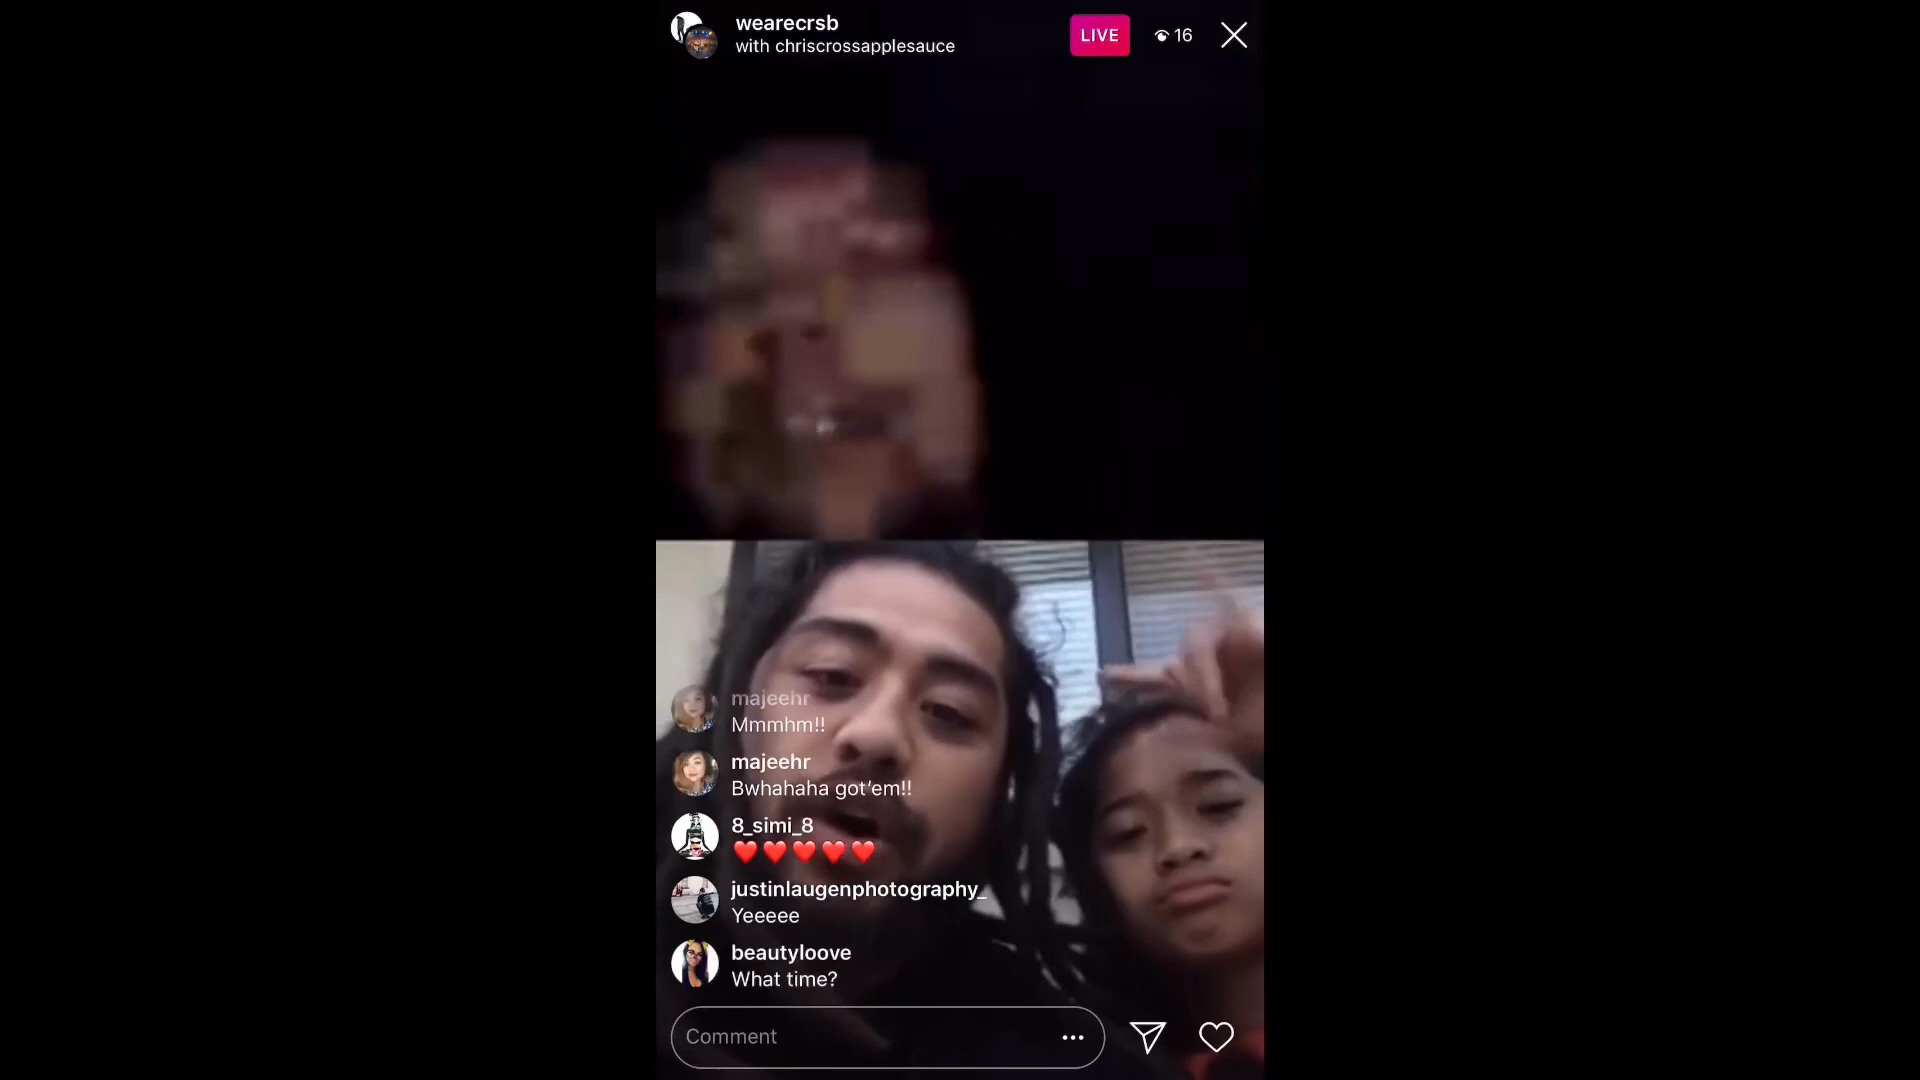 wearecrsb
with chriscrossapplesauce
LIVE
16
majeehr
Mmmhm!!
majeehr
Bwhahaha got'em!!
8_simi_8
❤️❤️❤️❤️❤️
justinlaugenphotography_
Yeeeee
beautyloove
What time?
Comment